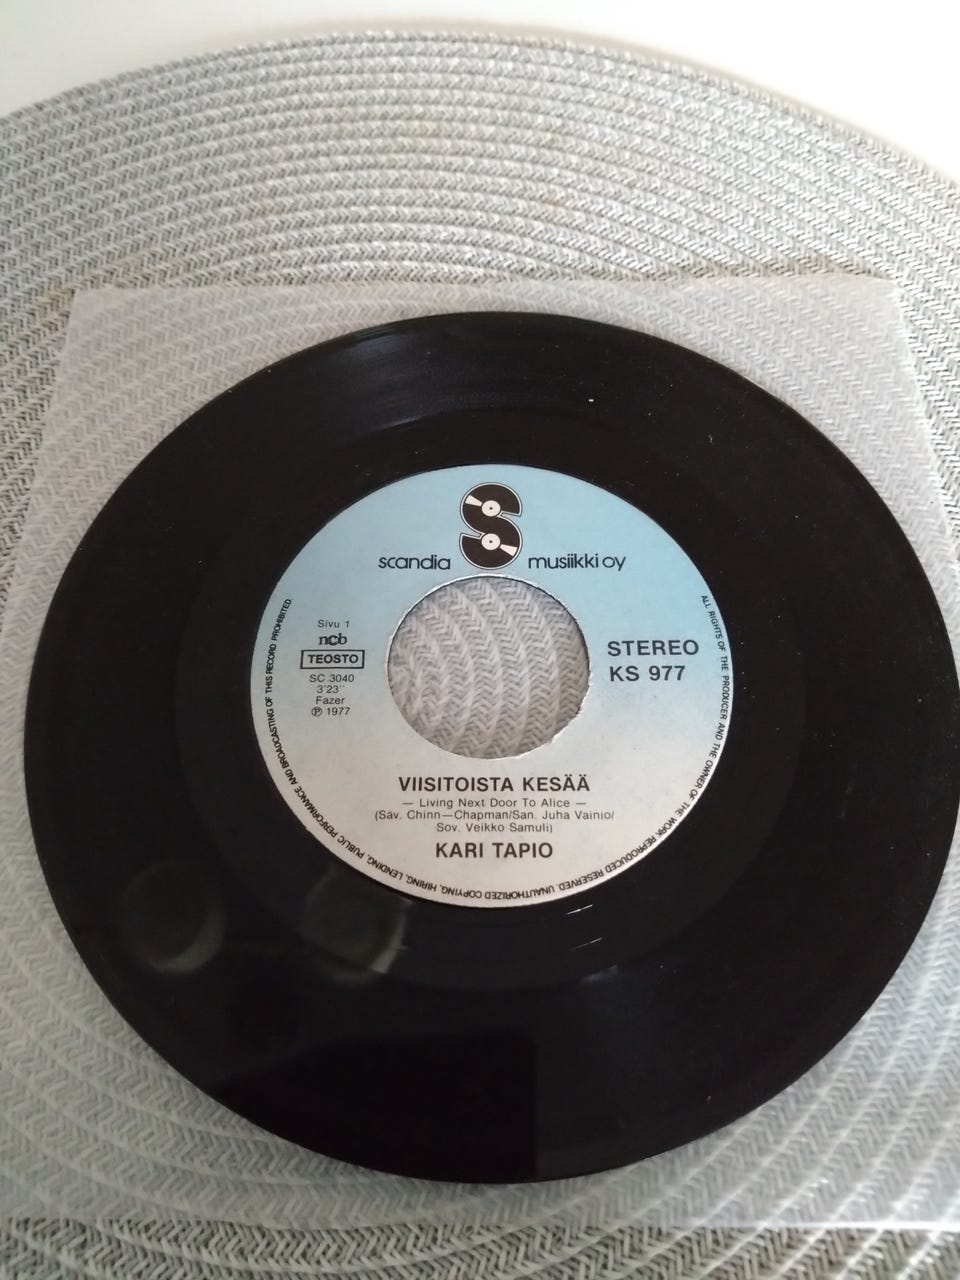 scandia musiikki oy
Sivu 1
ncb
TEOSTO
SC 3040
3'23''
Fazer
℗ 1977
STEREO
KS 977
VIISITOISTA KESÄÄ
— Living Next Door To Alice —
(Säv. Chinn—Chapman/San. Juha Vainio/
Sov. Veikko Samuli)
KARI TAPIO
ALL RIGHTS OF THE PRODUCER AND THE OWNER OF THE WORK REPRODUCED RESERVED. UNAUTHORIZED COPYING, HIRING, LENDING, PUBLIC PERFORMANCE AND BROADCASTING OF THIS RECORD PROHIBITED